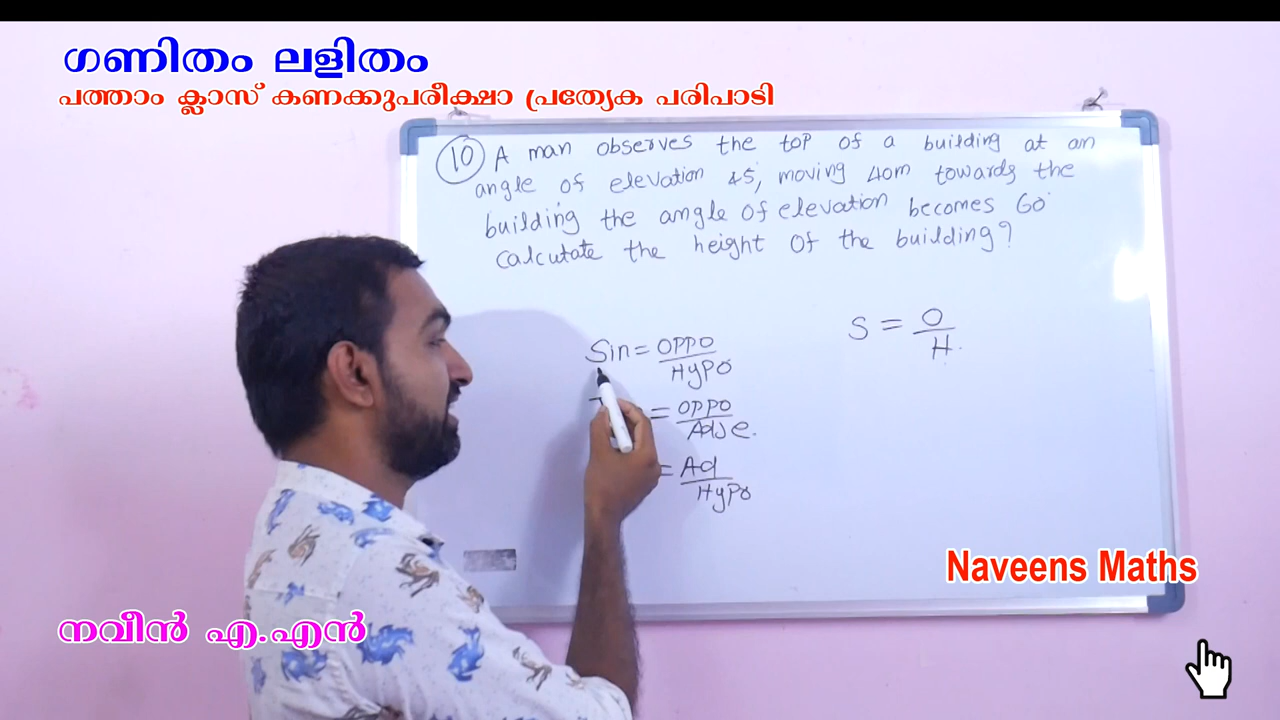 ഗണിതം ലളിതം
പത്താം ക്ലാസ് കണക്കുപരീക്ഷാ പ്രത്യേക പരിപാടി
10 A man observes the top of a building at an
angle of elevation 45°, moving 40m towards the
building the angle of elevation becomes 60°
calcutate the height of the building?
Sin = OPPO / HYPO
= OPPO / Adje.
= Ad / HYPO
S = O / H
Naveens Maths
നവീൻ എ.എൻ